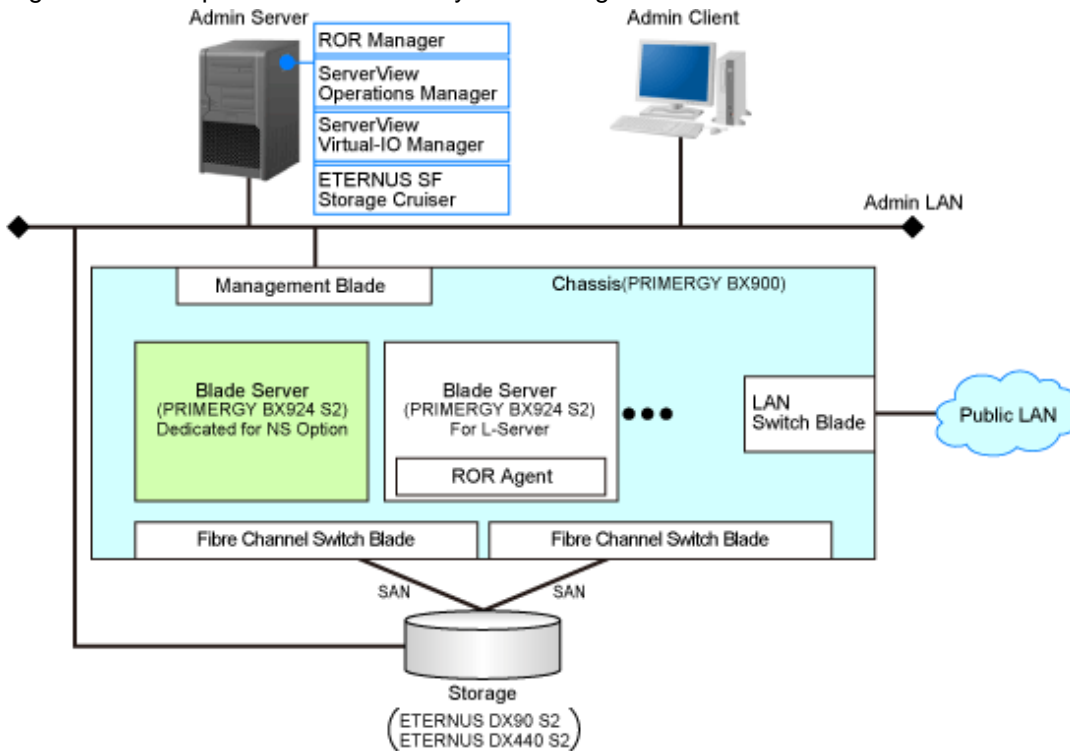 Admin Server
Admin Client
ROR Manager
ServerView
Operations Manager
ServerView
Virtual-IO Manager
ETERNUS SF
Storage Cruiser
Admin LAN
Management Blade
Chassis(PRIMERGY BX900)
Blade Server
(PRIMERGY BX924 S2)
Dedicated for NS Option
Blade Server
(PRIMERGY BX924 S2)
For L-Server
ROR Agent
LAN
Switch Blade
Public LAN
Fibre Channel Switch Blade
Fibre Channel Switch Blade
SAN
SAN
Storage
(ETERNUS DX90 S2
ETERNUS DX440 S2)